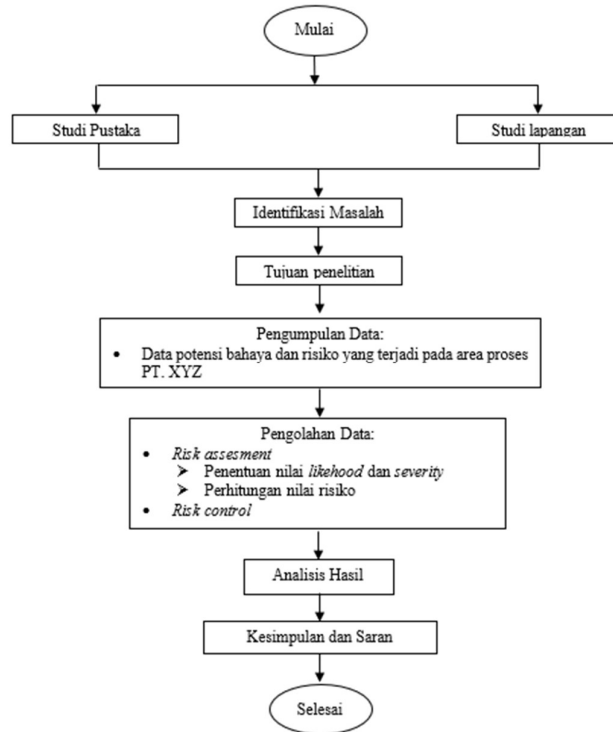 Mulai
Studi Pustaka
Studi lapangan
Identifikasi Masalah
Tujuan penelitian
Pengumpulan Data:
• Data potensi bahaya dan risiko yang terjadi pada area proses
PT. XYZ
Pengolahan Data:
• Risk assesment
➢ Penentuan nilai likehood dan severity
➢ Perhitungan nilai risiko
• Risk control
Analisis Hasil
Kesimpulan dan Saran
Selesai